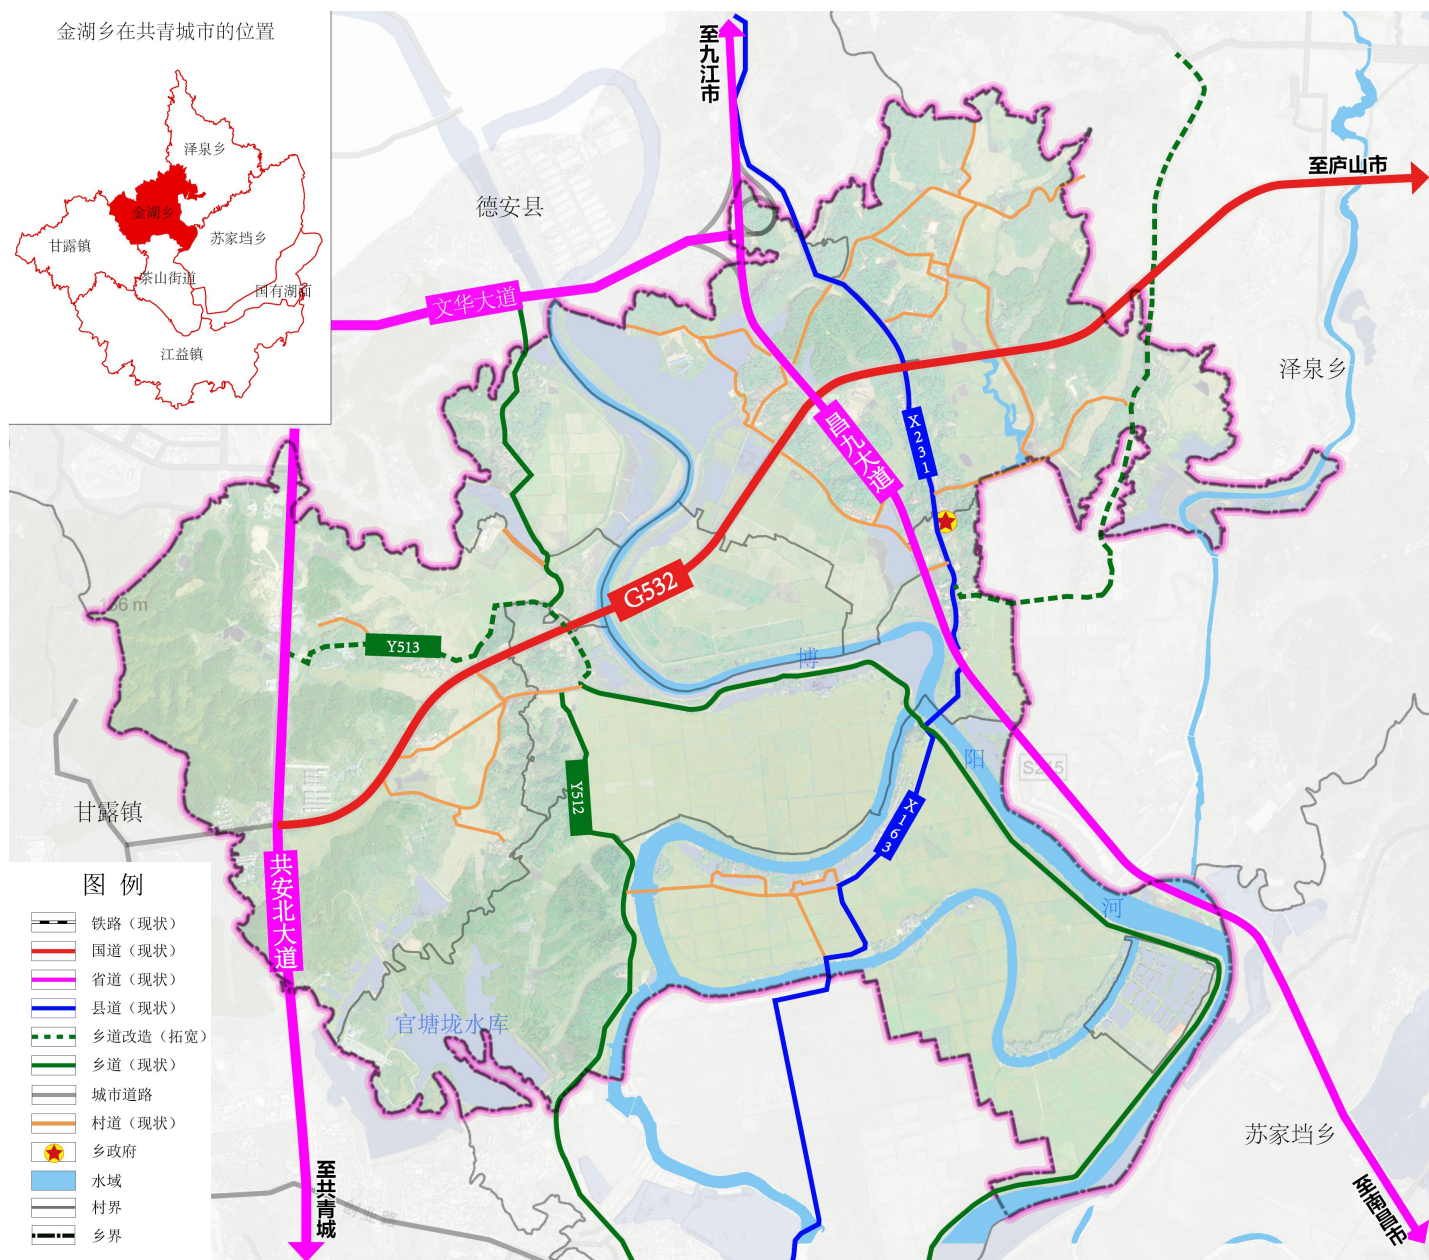 金湖乡在共青城市的位置
泽泉乡
金湖乡
甘露镇
苏家垱乡
茶山街道
国有湖面
江益镇
至九江市
至庐山市
德安县
文华大道
泽泉乡
昌九大道
X231
G532
136 m
Y513
博
阳
S215
Y512
X163
甘露镇
共安北大道
河
官塘垅水库
苏家垱乡
至共青城
至南昌市
图 例
铁路（现状）
国道（现状）
省道（现状）
县道（现状）
乡道改造（拓宽）
乡道（现状）
城市道路
村道（现状）
乡政府
水域
村界
乡界